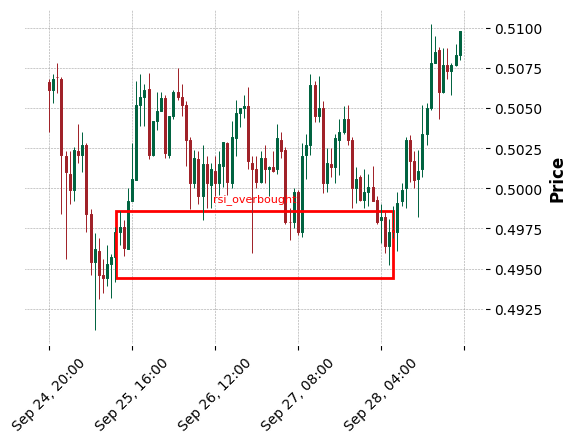 0.5100
0.5075
0.5050
0.5025
0.5000
0.4975
0.4950
0.4925
Price
rsi_overbought
Sep 24, 20:00
Sep 25, 16:00
Sep 26, 12:00
Sep 27, 08:00
Sep 28, 04:00